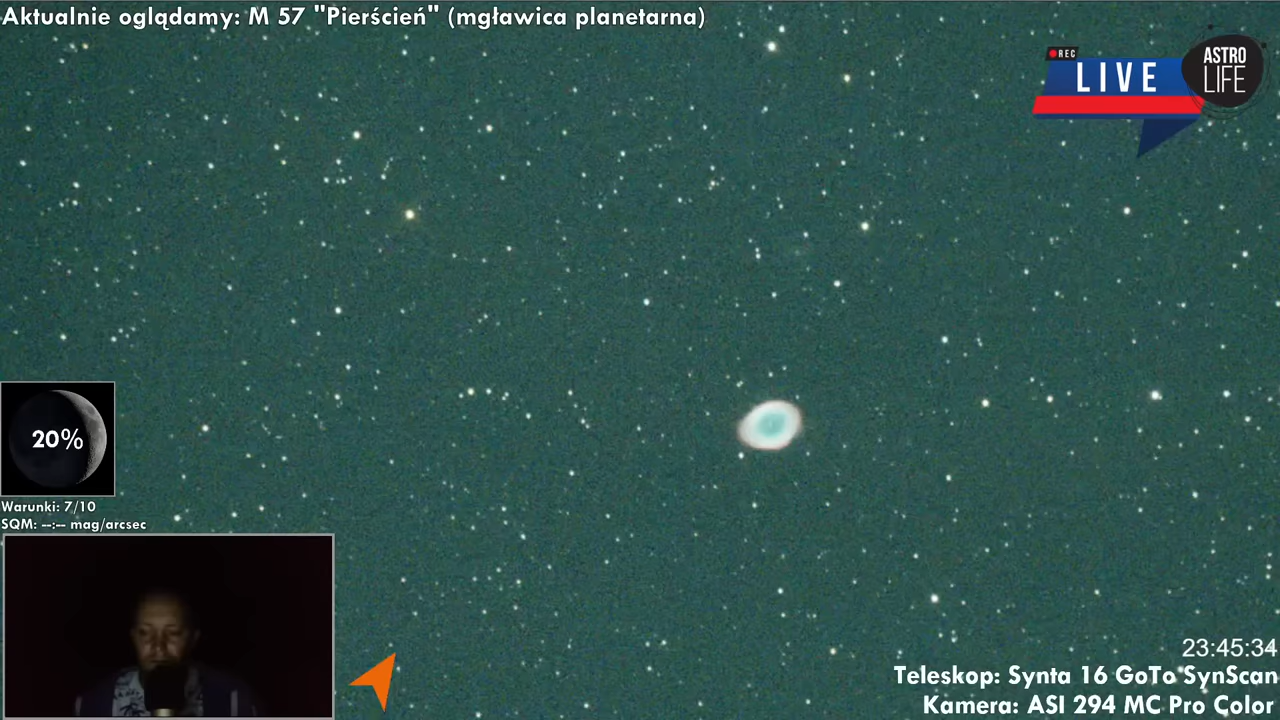 Aktualnie oglądamy: M 57 "Pierścień" (mgławica planetarna)
REC
LIVE
ASTRO
LIFE
20%
Warunki: 7/10
SQM: --:-- mag/arcsec
23:45:34
Teleskop: Synta 16 GoTo SynScan
Kamera: ASI 294 MC Pro Color